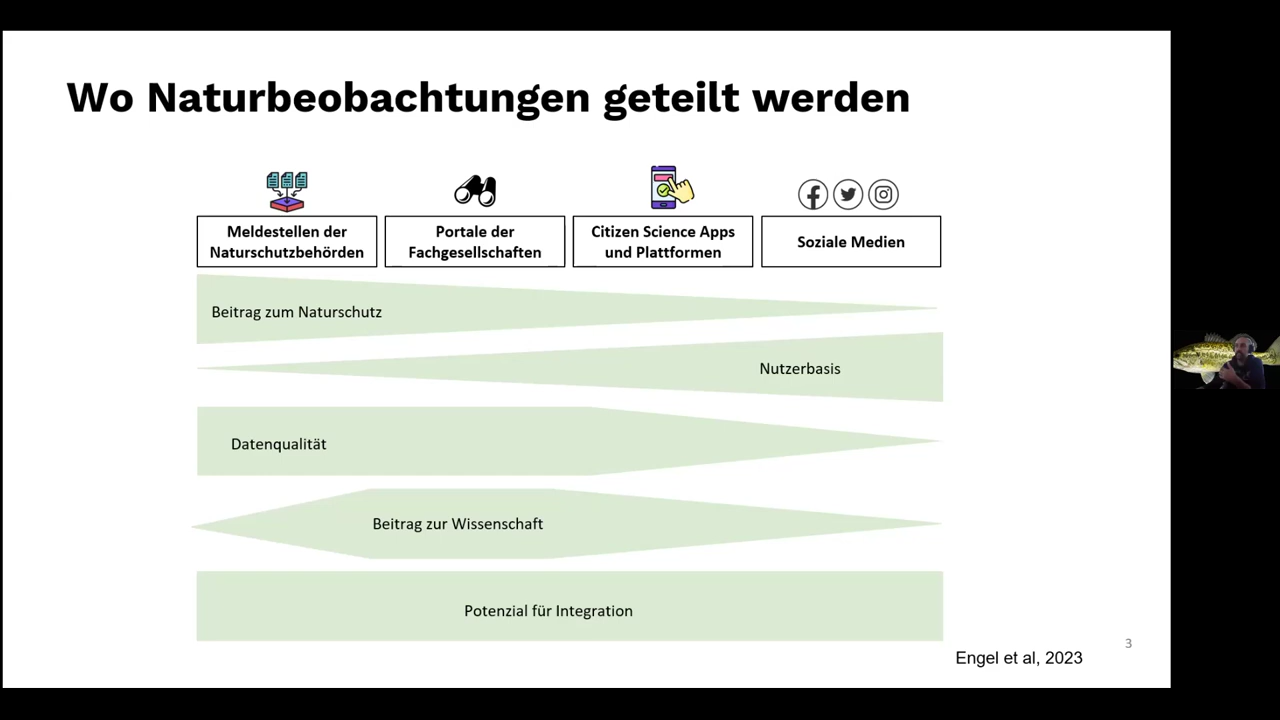 Wo Naturbeobachtungen geteilt werden
Meldestellen der
Naturschutzbehörden
Portale der
Fachgesellschaften
Citizen Science Apps
und Plattformen
Soziale Medien
Beitrag zum Naturschutz
Nutzerbasis
Datenqualität
Beitrag zur Wissenschaft
Potenzial für Integration
3
Engel et al, 2023